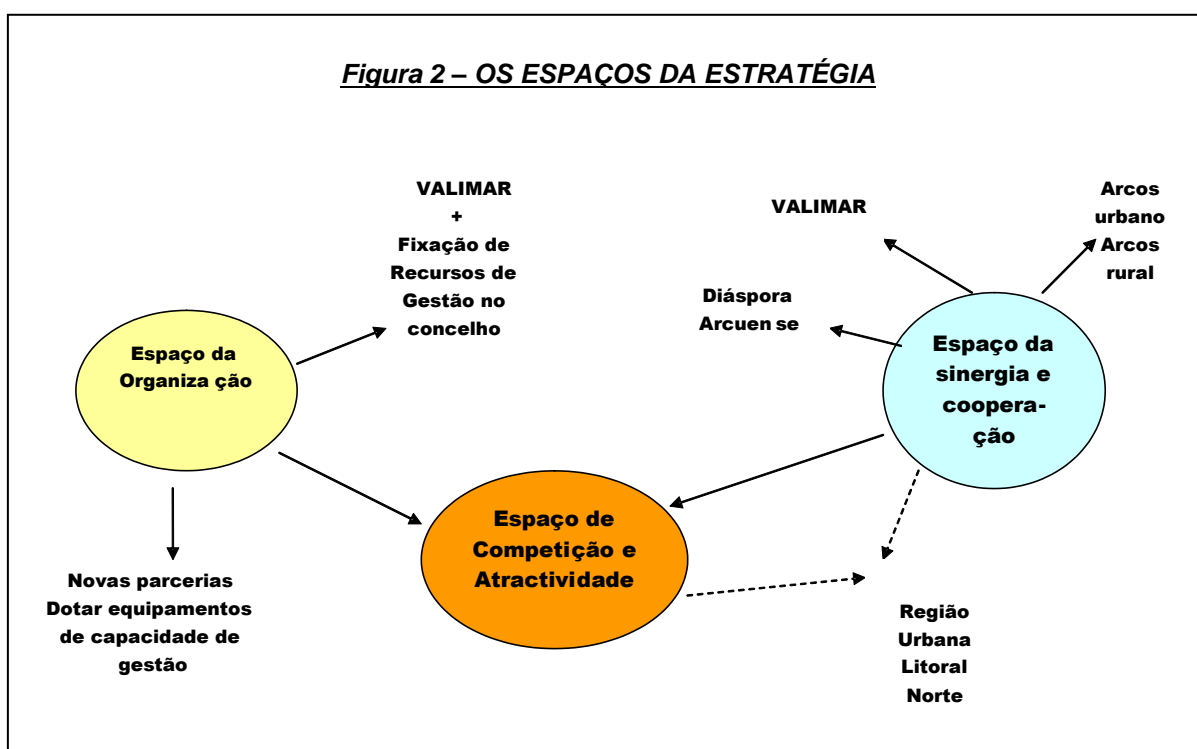 Figura 2 – OS ESPAÇOS DA ESTRATÉGIA
VALIMAR
+
Fixação de
Recursos de
Gestão no
concelho
VALIMAR
Arcos
urbano
Arcos
rural
Diáspora
Arcuen se
Espaço da
Organiza ção
Espaço da
sinergia e
coopera-
ção
Espaço de
Competição e
Atractividade
Novas parcerias
Dotar equipamentos
de capacidade de
gestão
Região
Urbana
Litoral
Norte